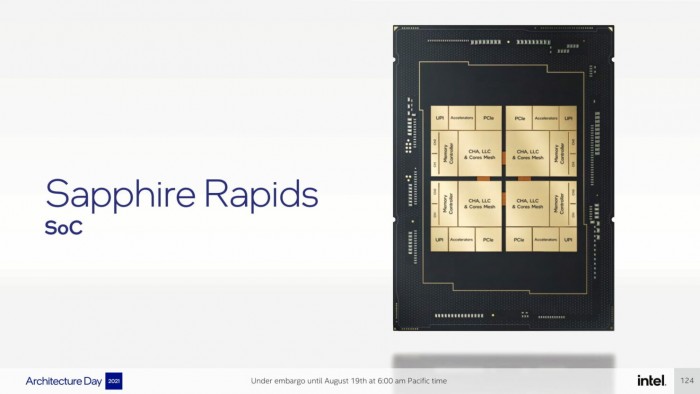 Sapphire Rapids
SoC
UPI Accelerators PCIe PCIe Accelerators UPI
Memory Controller
CHA, LLC
& Cores Mesh
CHA, LLC
& Cores Mesh
Memory Controller
Memory Controller
CHA, LLC
& Cores Mesh
CHA, LLC
& Cores Mesh
Memory Controller
UPI Accelerators PCIe PCIe Accelerators UPI
Architecture Day 2021
Under embargo until August 19th at 6:00 am Pacific time
intel.
124